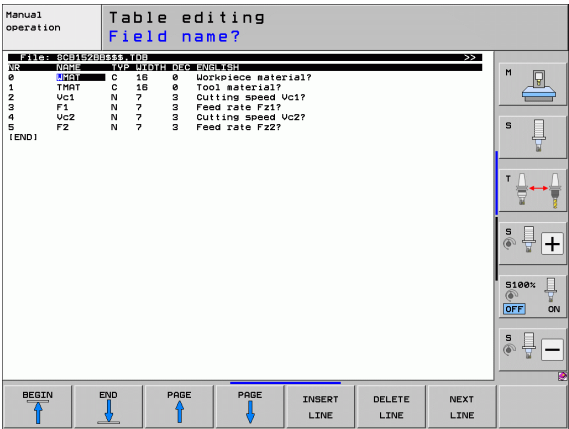 Manual
operation
Table editing
Field name?
File: 8CB152BB$$$.TDB >>
NR NAME TYP WIDTH DEC ENGLISH
0 WMAT C 16 0 Workpiece material?
1 TMAT C 16 0 Tool material?
2 Vc1 N 7 3 Cutting speed Vc1?
3 F1 N 7 3 Feed rate Fz1?
4 Vc2 N 7 3 Cutting speed Vc2?
5 F2 N 7 3 Feed rate Fz2?
[END]
M
S
T
S
+
S100%
OFF ON
S
−
BEGIN
END
PAGE
PAGE
INSERT
LINE
DELETE
LINE
NEXT
LINE